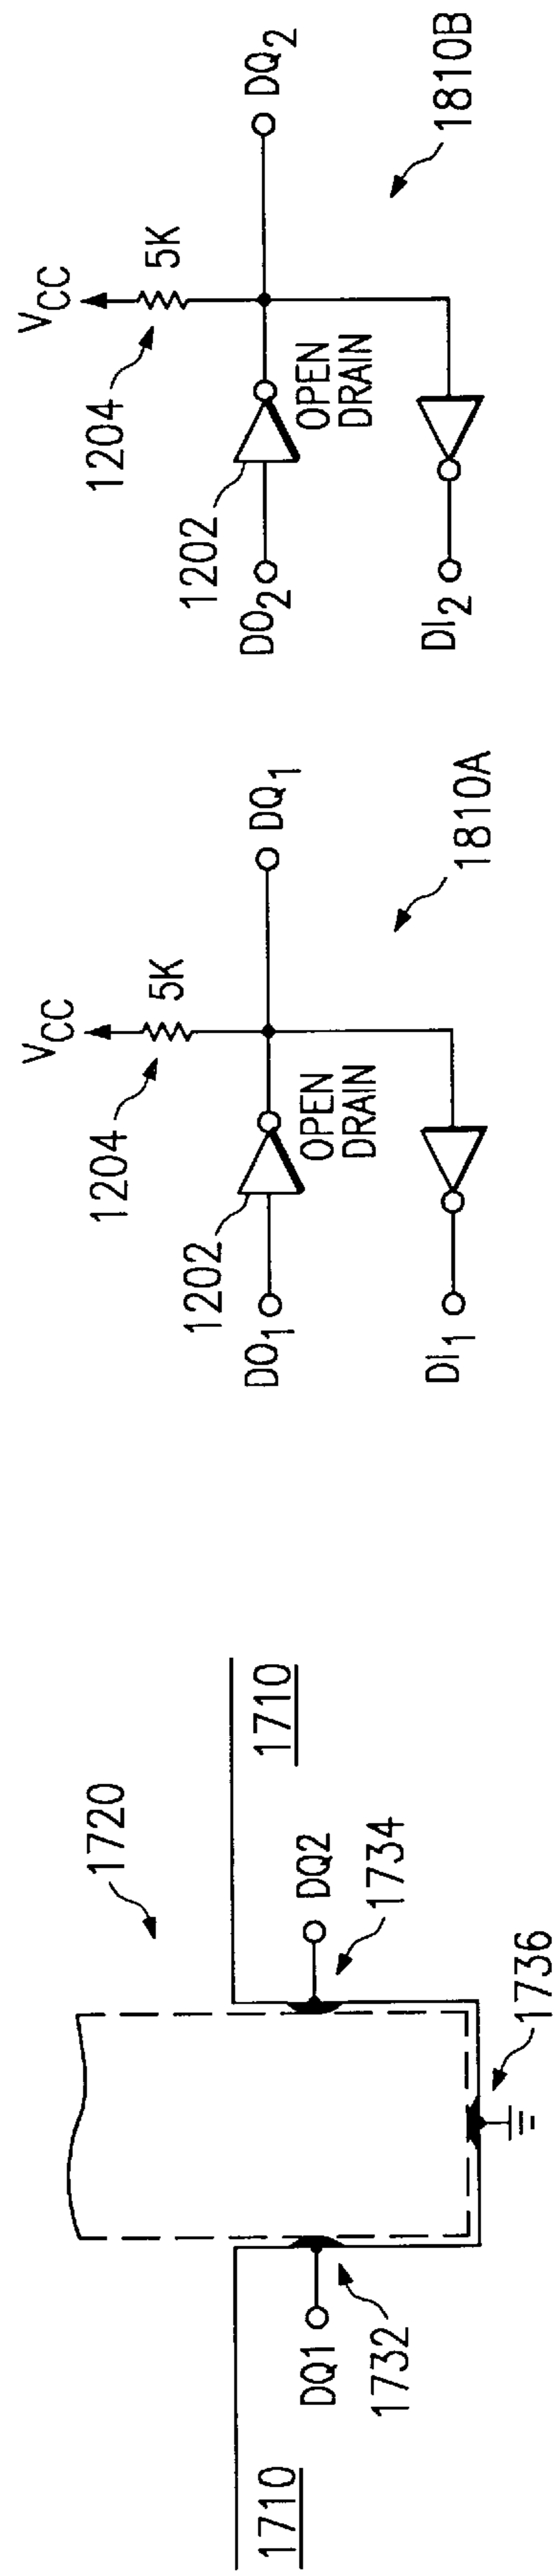 1710
1720
1710
DQ1
DQ2
1732
1734
1736
VCC
1204
5K
1202
OPEN
DRAIN
DO1
DQ1
DI1
1810A
VCC
1204
5K
1202
OPEN
DRAIN
DO2
DQ2
DI2
1810B